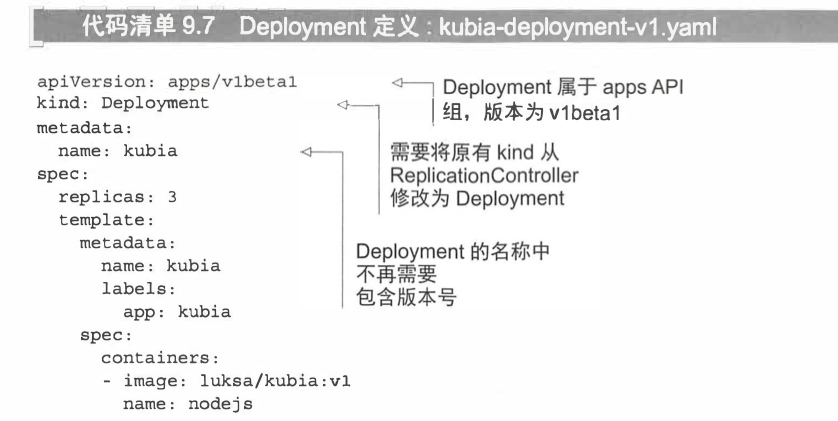 代码清单 9.7 Deployment 定义 : kubia-deployment-v1.yaml
apiVersion: apps/v1beta1
kind: Deployment
metadata:
  name: kubia
spec:
  replicas: 3
  template:
    metadata:
      name: kubia
      labels:
        app: kubia
    spec:
      containers:
      - image: luksa/kubia:v1
        name: nodejs
Deployment 属于 apps API
组，版本为 v1beta1
需要将原有 kind 从
ReplicationController
修改为 Deployment
Deployment 的名称中
不再需要
包含版本号